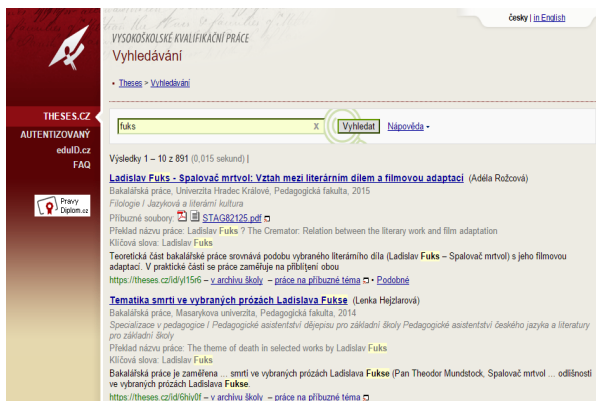 česky | in English
VYSOKOŠKOLSKÉ KVALIFIKAČNÍ PRÁCE
Vyhledávání
• Theses > Vyhledávání
THESES.CZ
AUTENTIZOVANÝ
eduID.cz
FAQ
Pravy
Diplom.cz
fuks x Vyhledat Nápověda
Výsledky 1 – 10 z 891 (0,015 sekund) |
Ladislav Fuks - Spalovač mrtvol: Vztah mezi literárním dílem a filmovou adaptací (Adéla Rožcová)
Bakalářská práce, Univerzita Hradec Králové, Pedagogická fakulta, 2015
Filologie / Jazyková a literární kultura
Příbuzné soubory: STAG82125.pdf
Překlad názvu práce: Ladislav Fuks ? The Cremator: Relation between the literary work and film adaptation
Klíčová slova: Ladislav Fuks
Teoretická část bakalářské práce srovnává podobu vybraného literárního díla (Ladislav Fuks – Spalovač mrtvol) s jeho filmovou
adaptací. V praktické části se práce zaměřuje na přiblížení obou
https://theses.cz/id/yl15r6 – v archivu školy – práce na příbuzné téma • Podobné
Tematika smrti ve vybraných prózách Ladislava Fukse (Lenka Hejzlarová)
Bakalářská práce, Masarykova univerzita, Pedagogická fakulta, 2014
Specializace v pedagogice / Pedagogické asistentství dějepisu pro základní školy Pedagogické asistentství českého jazyka a literatury
pro základní školy
Překlad názvu práce: The theme of death in selected works by Ladislav Fuks
Klíčová slova: Ladislav Fuks
Bakalářská práce je zaměřena ... smrti ve vybraných prózách Ladislava Fukse (Pan Theodor Mundstock, Spalovač mrtvol ... odlišnosti
ve vybraných prózách Ladislava Fukse.
https://theses.cz/id/6hiy0f – v archivu školy – práce na příbuzné téma